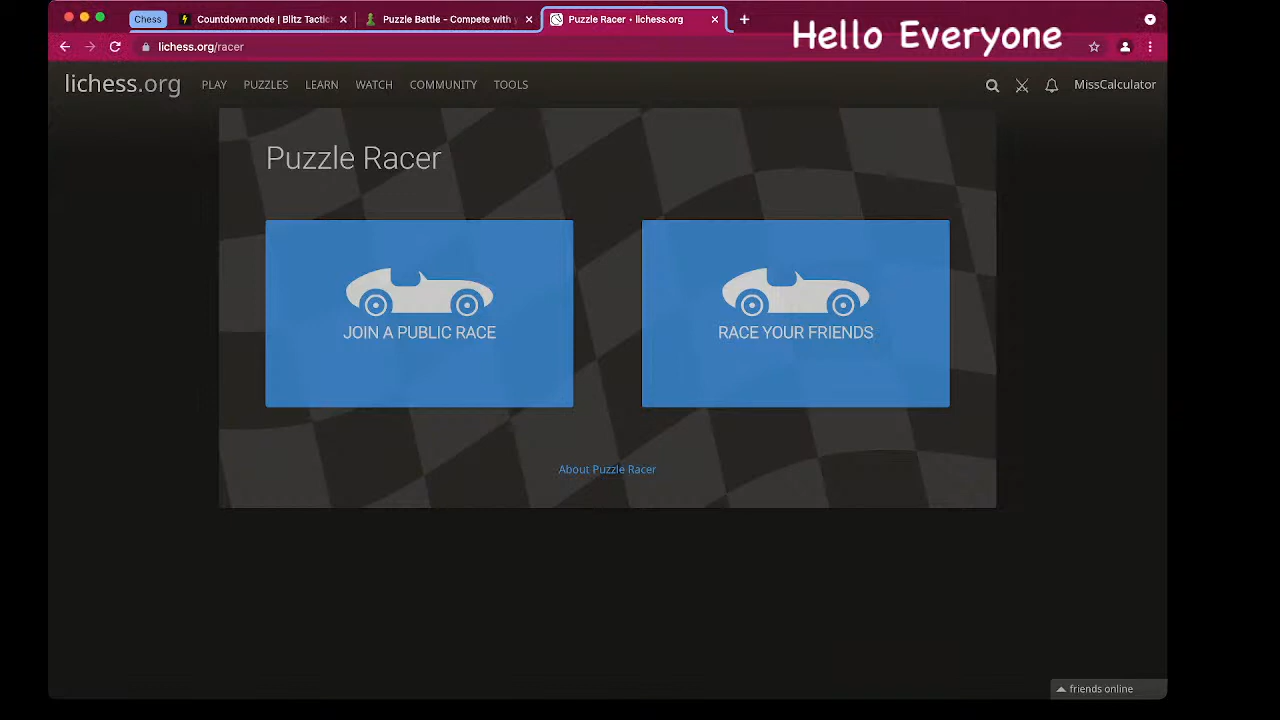 Chess
Countdown mode | Blitz Tactic
Puzzle Battle – Compete with y
Puzzle Racer • lichess.org
Hello Everyone
lichess.org/racer
lichess.org PLAY PUZZLES LEARN WATCH COMMUNITY TOOLS MissCalculator
Puzzle Racer
JOIN A PUBLIC RACE
RACE YOUR FRIENDS
About Puzzle Racer
friends online